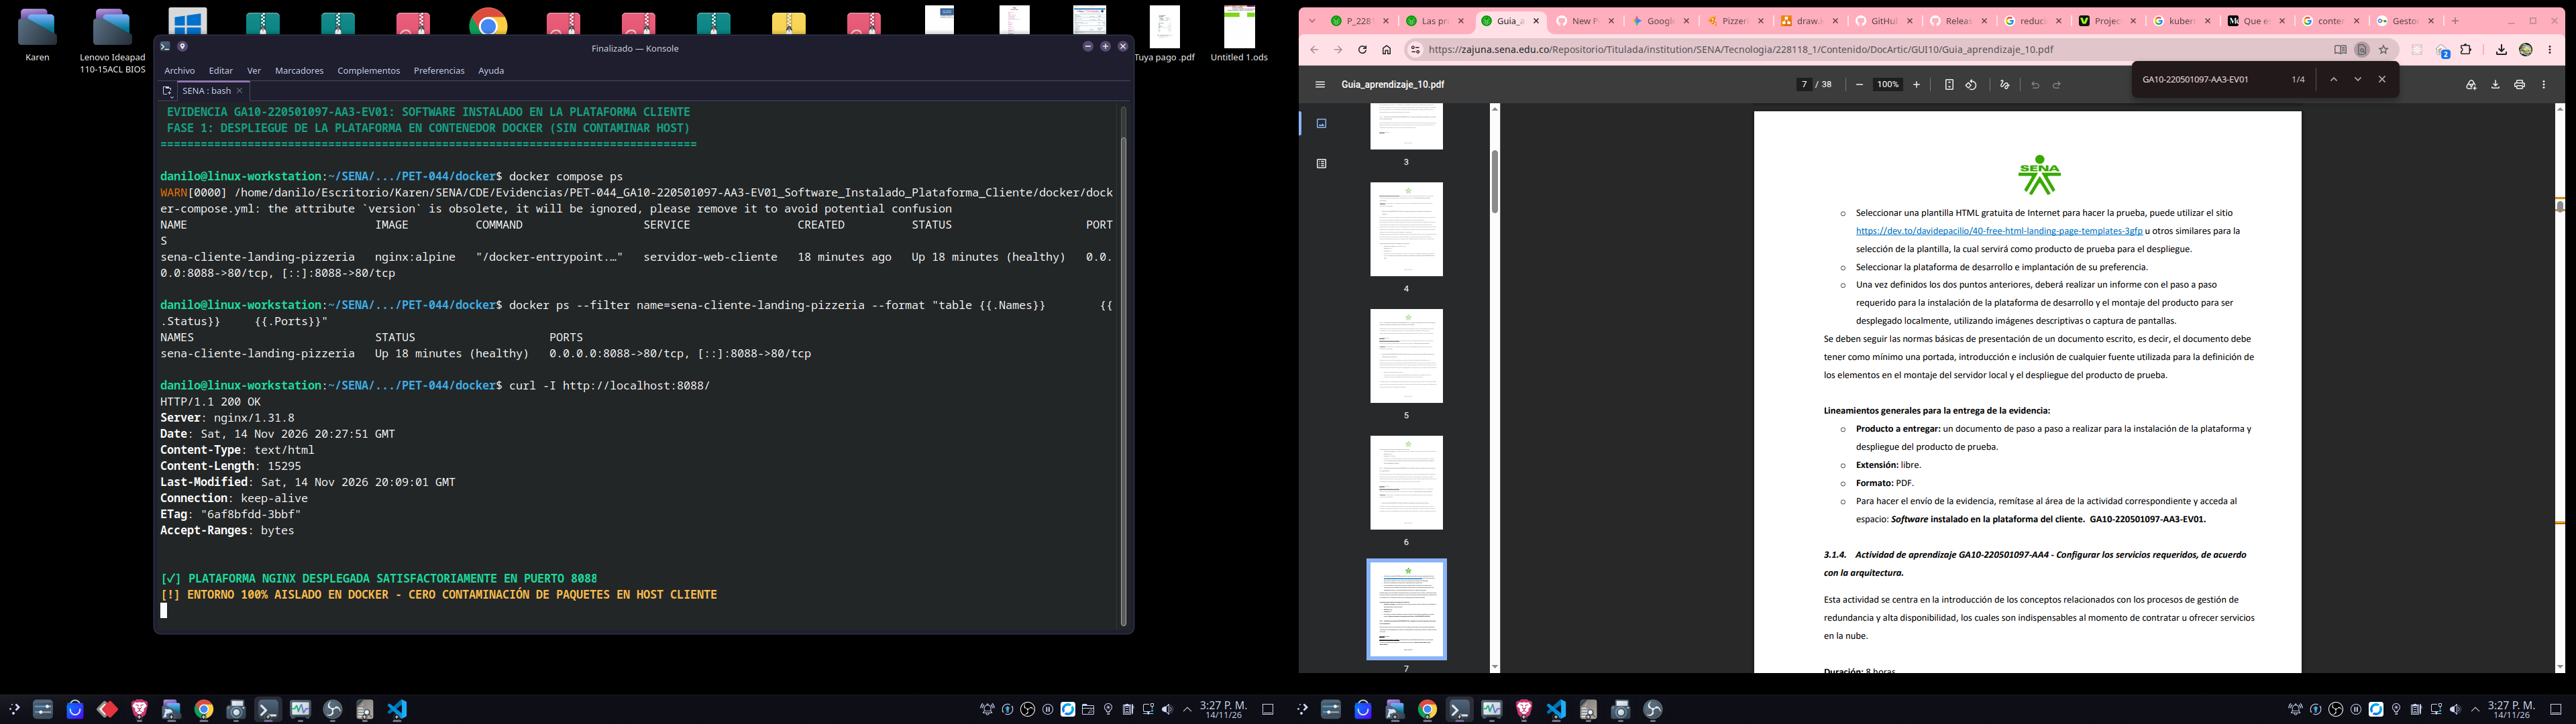 Karen
Lenovo Ideapad
110-15ACL BIOS
Tuya pago .pdf
Untitled 1.ods
Finalizado — Konsole
Archivo Editar Ver Marcadores Complementos Preferencias Ayuda
SENA : bash
EVIDENCIA GA10-220501097-AA3-EV01: SOFTWARE INSTALADO EN LA PLATAFORMA CLIENTE
FASE 1: DESPLIEGUE DE LA PLATAFORMA EN CONTENEDOR DOCKER (SIN CONTAMINAR HOST)
===============================================================================
danilo@linux-workstation:~/SENA/.../PET-044/docker$ docker compose ps
WARN[0000] /home/danilo/Escritorio/Karen/SENA/CDE/Evidencias/PET-044_GA10-220501097-AA3-EV01_Software_Instalado_Plataforma_Cliente/docker/dock
er-compose.yml: the attribute `version` is obsolete, it will be ignored, please remove it to avoid potential confusion
NAME IMAGE COMMAND SERVICE CREATED STATUS PORT
S
sena-cliente-landing-pizzeria nginx:alpine "/docker-entrypoint.…" servidor-web-cliente 18 minutes ago Up 18 minutes (healthy) 0.0.
0.0:8088->80/tcp, [::]:8088->80/tcp
danilo@linux-workstation:~/SENA/.../PET-044/docker$ docker ps --filter name=sena-cliente-landing-pizzeria --format "table {{.Names}} {{
.Status}} {{.Ports}}"
NAMES STATUS PORTS
sena-cliente-landing-pizzeria Up 18 minutes (healthy) 0.0.0.0:8088->80/tcp, [::]:8088->80/tcp
danilo@linux-workstation:~/SENA/.../PET-044/docker$ curl -I http://localhost:8088/
HTTP/1.1 200 OK
Server: nginx/1.31.8
Date: Sat, 14 Nov 2026 20:27:51 GMT
Content-Type: text/html
Content-Length: 15295
Last-Modified: Sat, 14 Nov 2026 20:09:01 GMT
Connection: keep-alive
ETag: "6af8bfdd-3bbf"
Accept-Ranges: bytes
[✓] PLATAFORMA NGINX DESPLEGADA SATISFACTORIAMENTE EN PUERTO 8088
[!] ENTORNO 100% AISLADO EN DOCKER - CERO CONTAMINACIÓN DE PAQUETES EN HOST CLIENTE
3:27 P. M.
14/11/26
P_2281 Las pr Guia_a New P Google Pizzeri draw.i GitHub Releas reduci Projec kuber Que e conter Gestor
https://zajuna.sena.edu.co/Repositorio/Titulada/institution/SENA/Tecnologia/228118_1/Contenido/DocArtic/GUI10/Guia_aprendizaje_10.pdf
2
Guia_aprendizaje_10.pdf
7 / 38
100%
GA10-220501097-AA3-EV01 1/4
3
4
5
6
7
SENA
o Seleccionar una plantilla HTML gratuita de Internet para hacer la prueba, puede utilizar el sitio
https://dev.to/davidepacilio/40-free-html-landing-page-templates-3gfp u otros similares para la
selección de la plantilla, la cual servirá como producto de prueba para el despliegue.
o Seleccionar la plataforma de desarrollo e implantación de su preferencia.
o Una vez definidos los dos puntos anteriores, deberá realizar un informe con el paso a paso
requerido para la instalación de la plataforma de desarrollo y el montaje del producto para ser
desplegado localmente, utilizando imágenes descriptivas o captura de pantallas.
Se deben seguir las normas básicas de presentación de un documento escrito, es decir, el documento debe
tener como mínimo una portada, introducción e inclusión de cualquier fuente utilizada para la definición de
los elementos en el montaje del servidor local y el despliegue del producto de prueba.
Lineamientos generales para la entrega de la evidencia:
o Producto a entregar: un documento de paso a paso a realizar para la instalación de la plataforma y
despliegue del producto de prueba.
o Extensión: libre.
o Formato: PDF.
o Para hacer el envío de la evidencia, remítase al área de la actividad correspondiente y acceda al
espacio: Software instalado en la plataforma del cliente. GA10-220501097-AA3-EV01.
3.1.4. Actividad de aprendizaje GA10-220501097-AA4 - Configurar los servicios requeridos, de acuerdo
con la arquitectura.
Esta actividad se centra en la introducción de los conceptos relacionados con los procesos de gestión de
redundancia y alta disponibilidad, los cuales son indispensables al momento de contratar u ofrecer servicios
en la nube.
Duración: 8 horas
3:27 P. M.
14/11/26